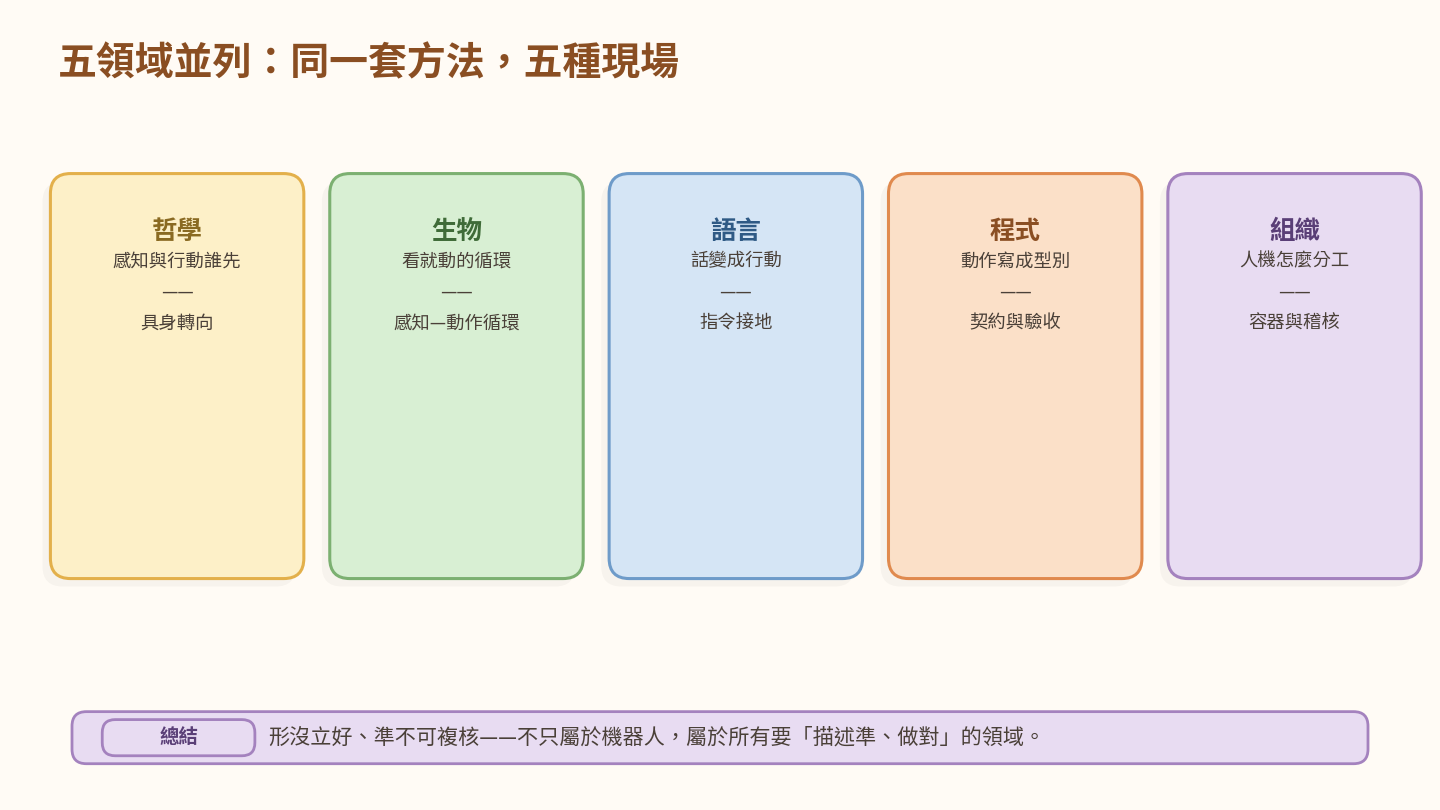 五領域並列：同一套方法，五種現場
哲學
感知與行動誰先
——
具身轉向
生物
看就動的循環
——
感知—動作循環
語言
話變成行動
——
指令接地
程式
動作寫成型別
——
契約與驗收
組織
人機怎麼分工
——
容器與稽核
總結
形沒立好、準不可複核——不只屬於機器人，屬於所有要「描述準、做對」的領域。